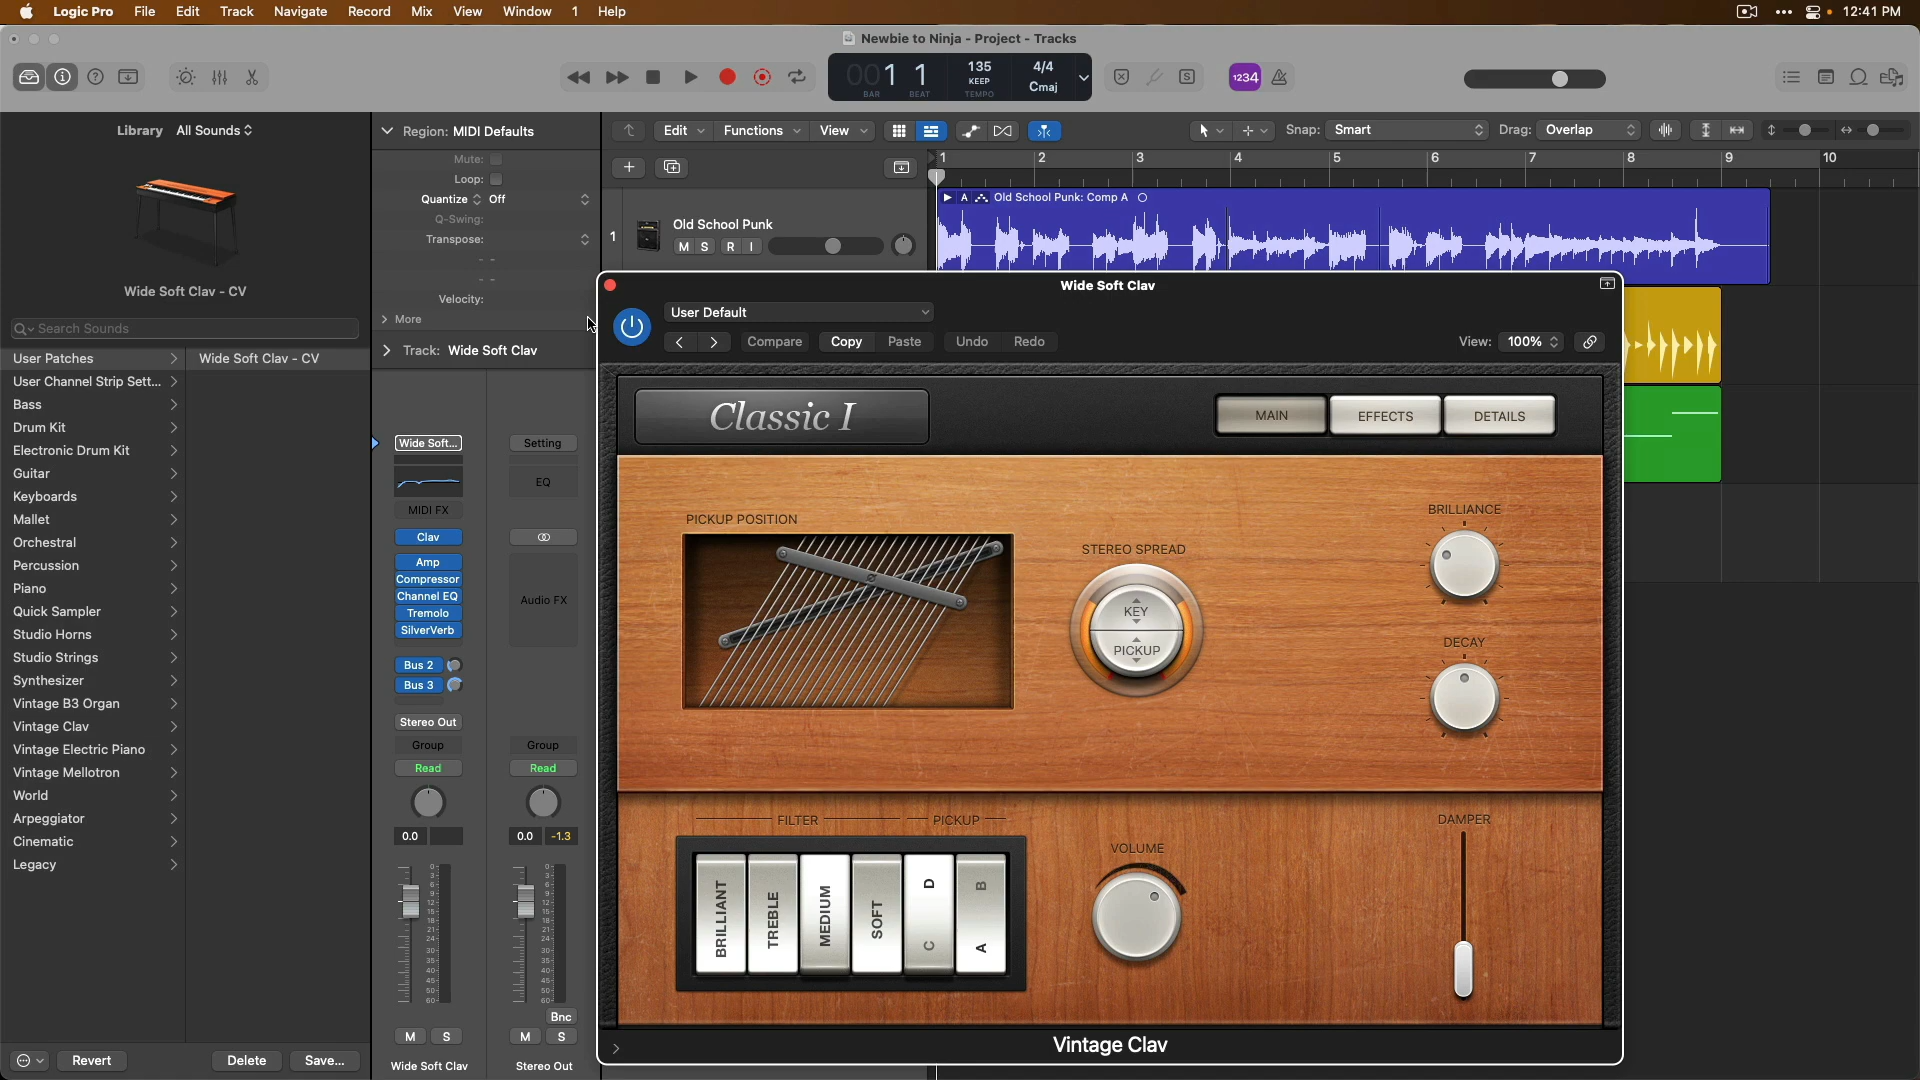 Logic Pro File Edit Track Navigate Record Mix View Window 1 Help 12:41 PM
Newbie to Ninja - Project - Tracks
001 1 135 4/4
KEEP Cmaj
BAR BEAT TEMPO
S 1234
Library All Sounds
Region: MIDI Defaults
Edit Functions View Snap: Smart Drag: Overlap
Mute:
Loop:
Quantize Off
Q-Swing:
Transpose:
Velocity:
More
Track: Wide Soft Clav
1 2 3 4 5 6 7 8 9 10
A Old School Punk: Comp A
1 Old School Punk
M S R I
Wide Soft Clav - CV
Search Sounds
User Patches
Wide Soft Clav - CV
User Channel Strip Sett...
Bass
Drum Kit
Electronic Drum Kit
Guitar
Keyboards
Mallet
Orchestral
Percussion
Piano
Quick Sampler
Studio Horns
Studio Strings
Synthesizer
Vintage B3 Organ
Vintage Clav
Vintage Electric Piano
Vintage Mellotron
World
Arpeggiator
Cinematic
Legacy
Revert Delete Save...
Wide Soft... Setting
EQ
MIDI FX
Clav
Amp
Compressor
Channel EQ
Tremolo
SilverVerb
Audio FX
Bus 2
Bus 3
Stereo Out
Group Group
Read Read
0.0 0.0 -1.3
Bnc
M S M S
Wide Soft Clav Stereo Out
Wide Soft Clav
User Default
Compare Copy Paste Undo Redo View: 100%
Classic I
MAIN EFFECTS DETAILS
PICKUP POSITION
STEREO SPREAD
KEY
PICKUP
BRILLIANCE
DECAY
FILTER PICKUP
BRILLIANT TREBLE MEDIUM SOFT C D A B
VOLUME
DAMPER
Vintage Clav